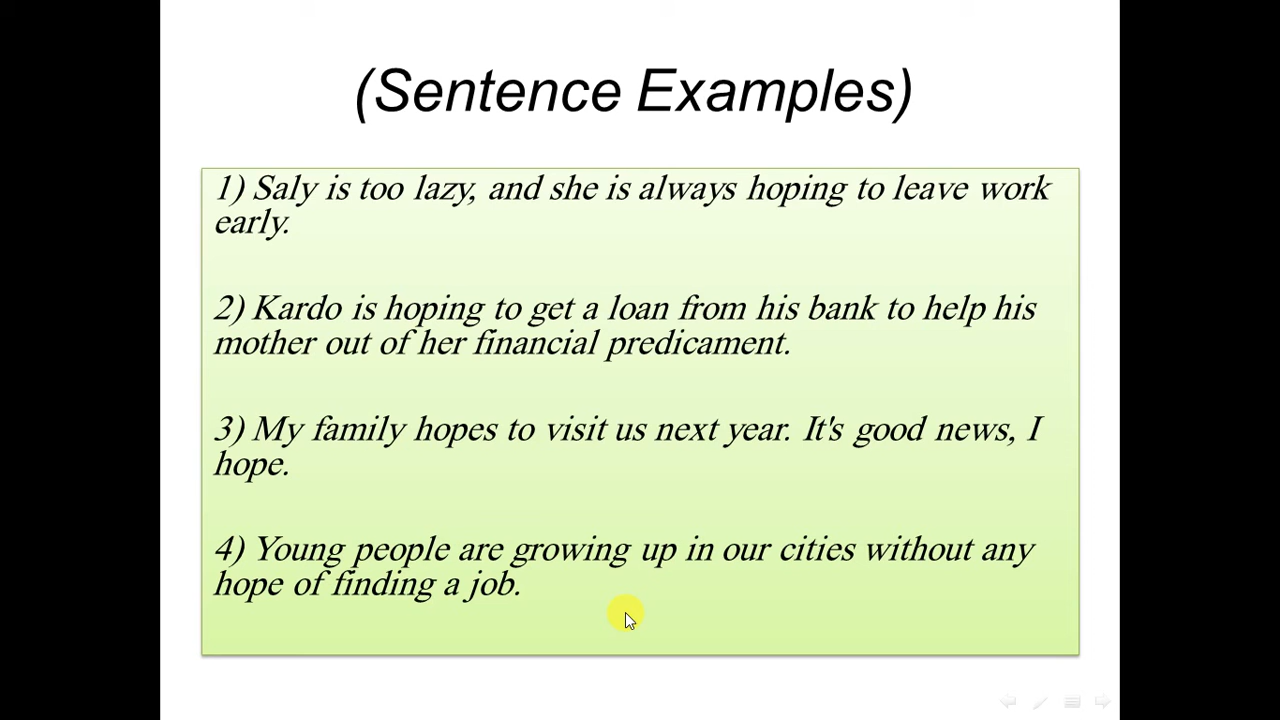 (Sentence Examples)
1) Saly is too lazy, and she is always hoping to leave work
early.
2) Kardo is hoping to get a loan from his bank to help his
mother out of her financial predicament.
3) My family hopes to visit us next year. It's good news, I
hope.
4) Young people are growing up in our cities without any
hope of finding a job.